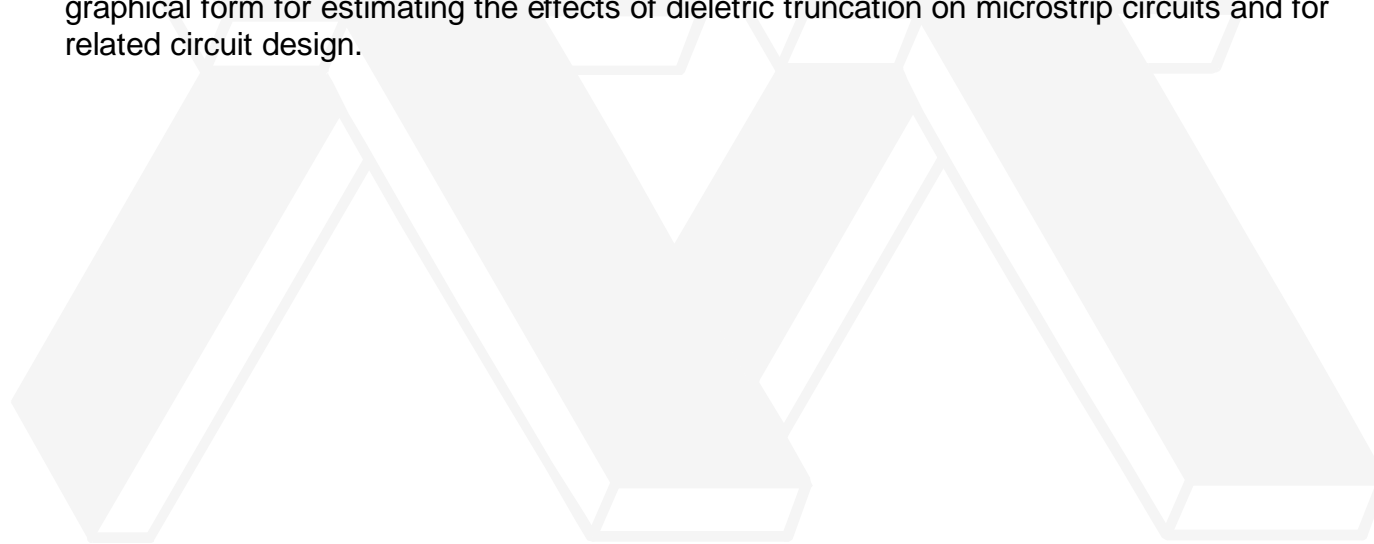 graphical form for estimating the effects of dieletric truncation on microstrip circuits and for
related circuit design.